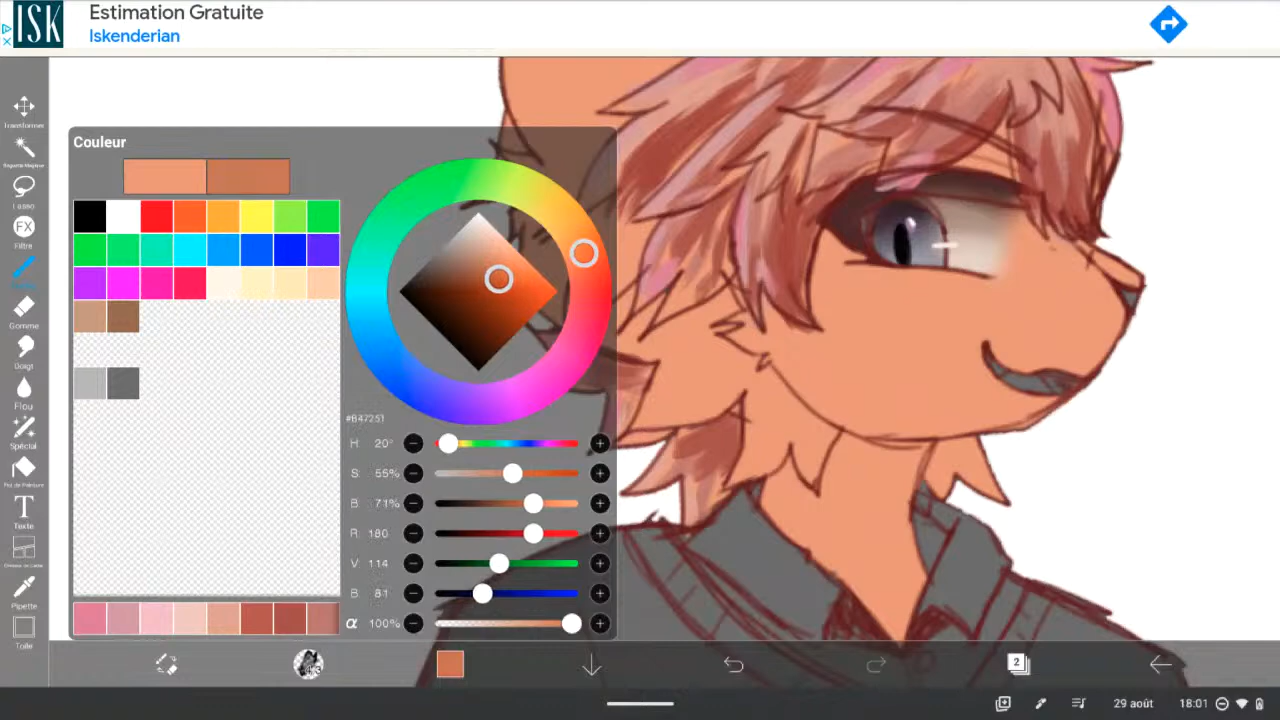 ISK
Estimation Gratuite
Iskenderian
Transformer
Baguette Magique
Lasso
FX
Filtre
Gomme
Doigt
Flou
Spécial
Pot de Peinture
T
Texte
Pipette
Toile
Couleur
#B47251
H 20°
S 55%
B 71%
R 180
V 114
B 81
α 100%
2
29 août
18:01